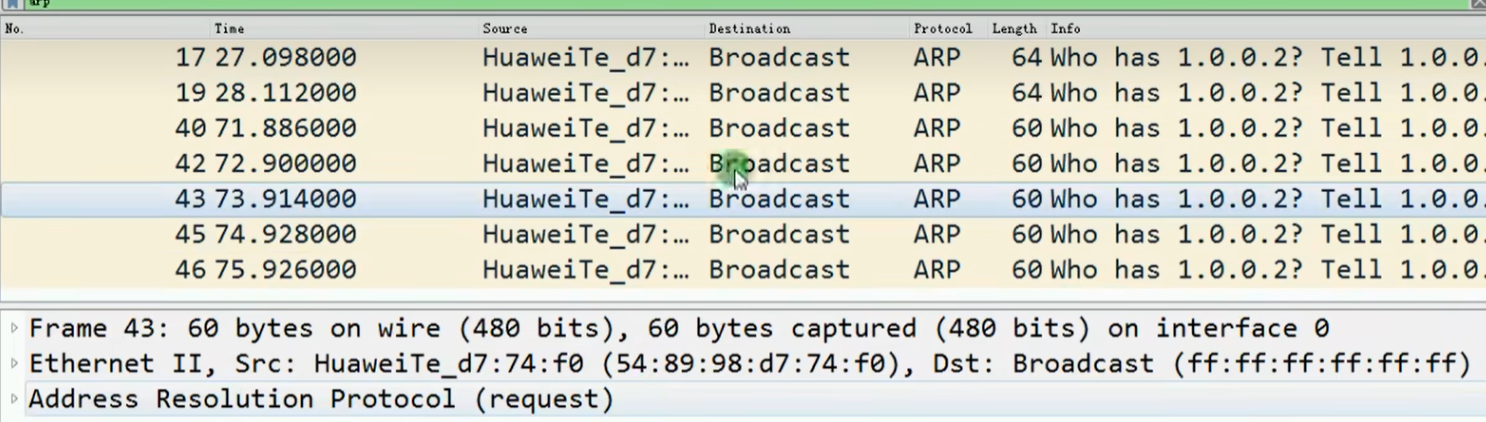 arp
No. Time Source Destination Protocol Length Info
17 27.098000 HuaweiTe_d7:… Broadcast ARP 64 Who has 1.0.0.2? Tell 1.0.0.
19 28.112000 HuaweiTe_d7:… Broadcast ARP 64 Who has 1.0.0.2? Tell 1.0.0.
40 71.886000 HuaweiTe_d7:… Broadcast ARP 60 Who has 1.0.0.2? Tell 1.0.0.
42 72.900000 HuaweiTe_d7:… Broadcast ARP 60 Who has 1.0.0.2? Tell 1.0.0.
43 73.914000 HuaweiTe_d7:… Broadcast ARP 60 Who has 1.0.0.2? Tell 1.0.0.
45 74.928000 HuaweiTe_d7:… Broadcast ARP 60 Who has 1.0.0.2? Tell 1.0.0.
46 75.926000 HuaweiTe_d7:… Broadcast ARP 60 Who has 1.0.0.2? Tell 1.0.0.
Frame 43: 60 bytes on wire (480 bits), 60 bytes captured (480 bits) on interface 0
Ethernet II, Src: HuaweiTe_d7:74:f0 (54:89:98:d7:74:f0), Dst: Broadcast (ff:ff:ff:ff:ff:ff)
Address Resolution Protocol (request)